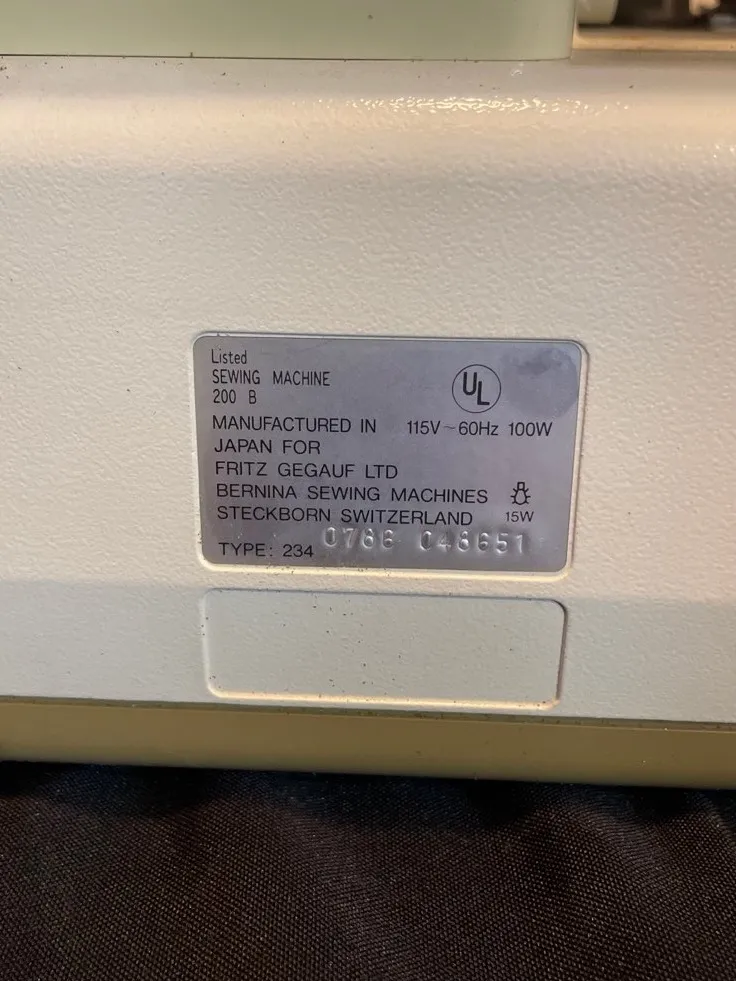 Listed
SEWING MACHINE
200 B
UL
MANUFACTURED IN 115V~60Hz 100W
JAPAN FOR
FRITZ GEGAUF LTD
BERNINA SEWING MACHINES
STECKBORN SWITZERLAND 15W
TYPE: 234 0786 048651